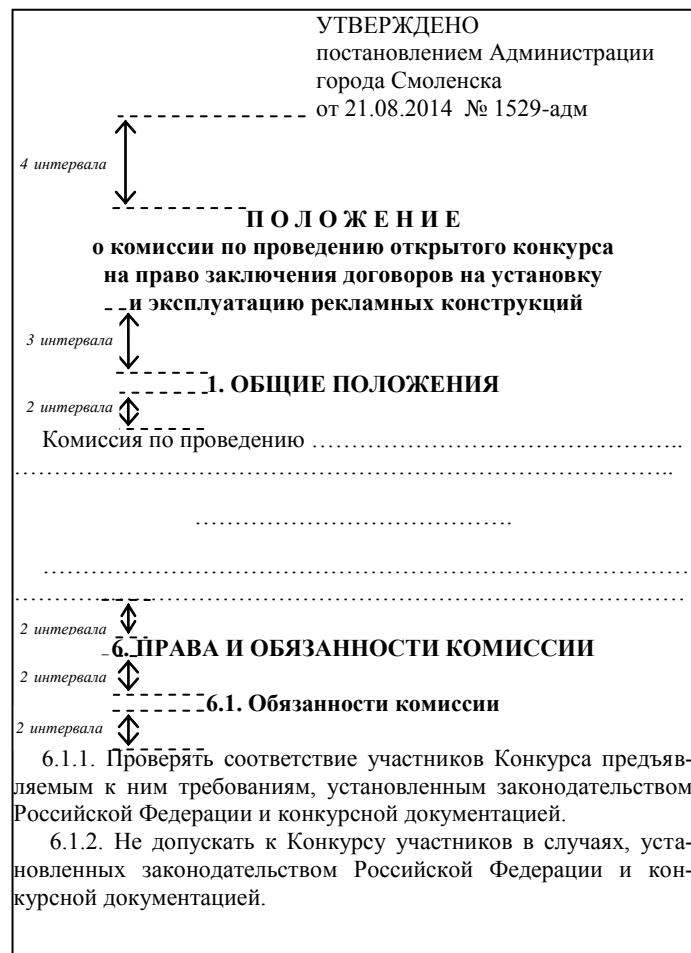 УТВЕРЖДЕНО
постановлением Администрации
города Смоленска
от 21.08.2014 № 1529-адм
4 интервала
П О Л О Ж Е Н И Е
о комиссии по проведению открытого конкурса
на право заключения договоров на установку
и эксплуатацию рекламных конструкций
3 интервала
1. ОБЩИЕ ПОЛОЖЕНИЯ
2 интервала
Комиссия по проведению …………………………………………..
…………………………………………………………………………..
………………………………….
…………………………………………………………………………
……………………………………………………………………………
2 интервала
6. ПРАВА И ОБЯЗАННОСТИ КОМИССИИ
2 интервала
6.1. Обязанности комиссии
2 интервала
6.1.1. Проверять соответствие участников Конкурса предъяв-
ляемым к ним требованиям, установленным законодательством
Российской Федерации и конкурсной документацией.
6.1.2. Не допускать к Конкурсу участников в случаях, уста-
новленных законодательством Российской Федерации и кон-
курсной документацией.